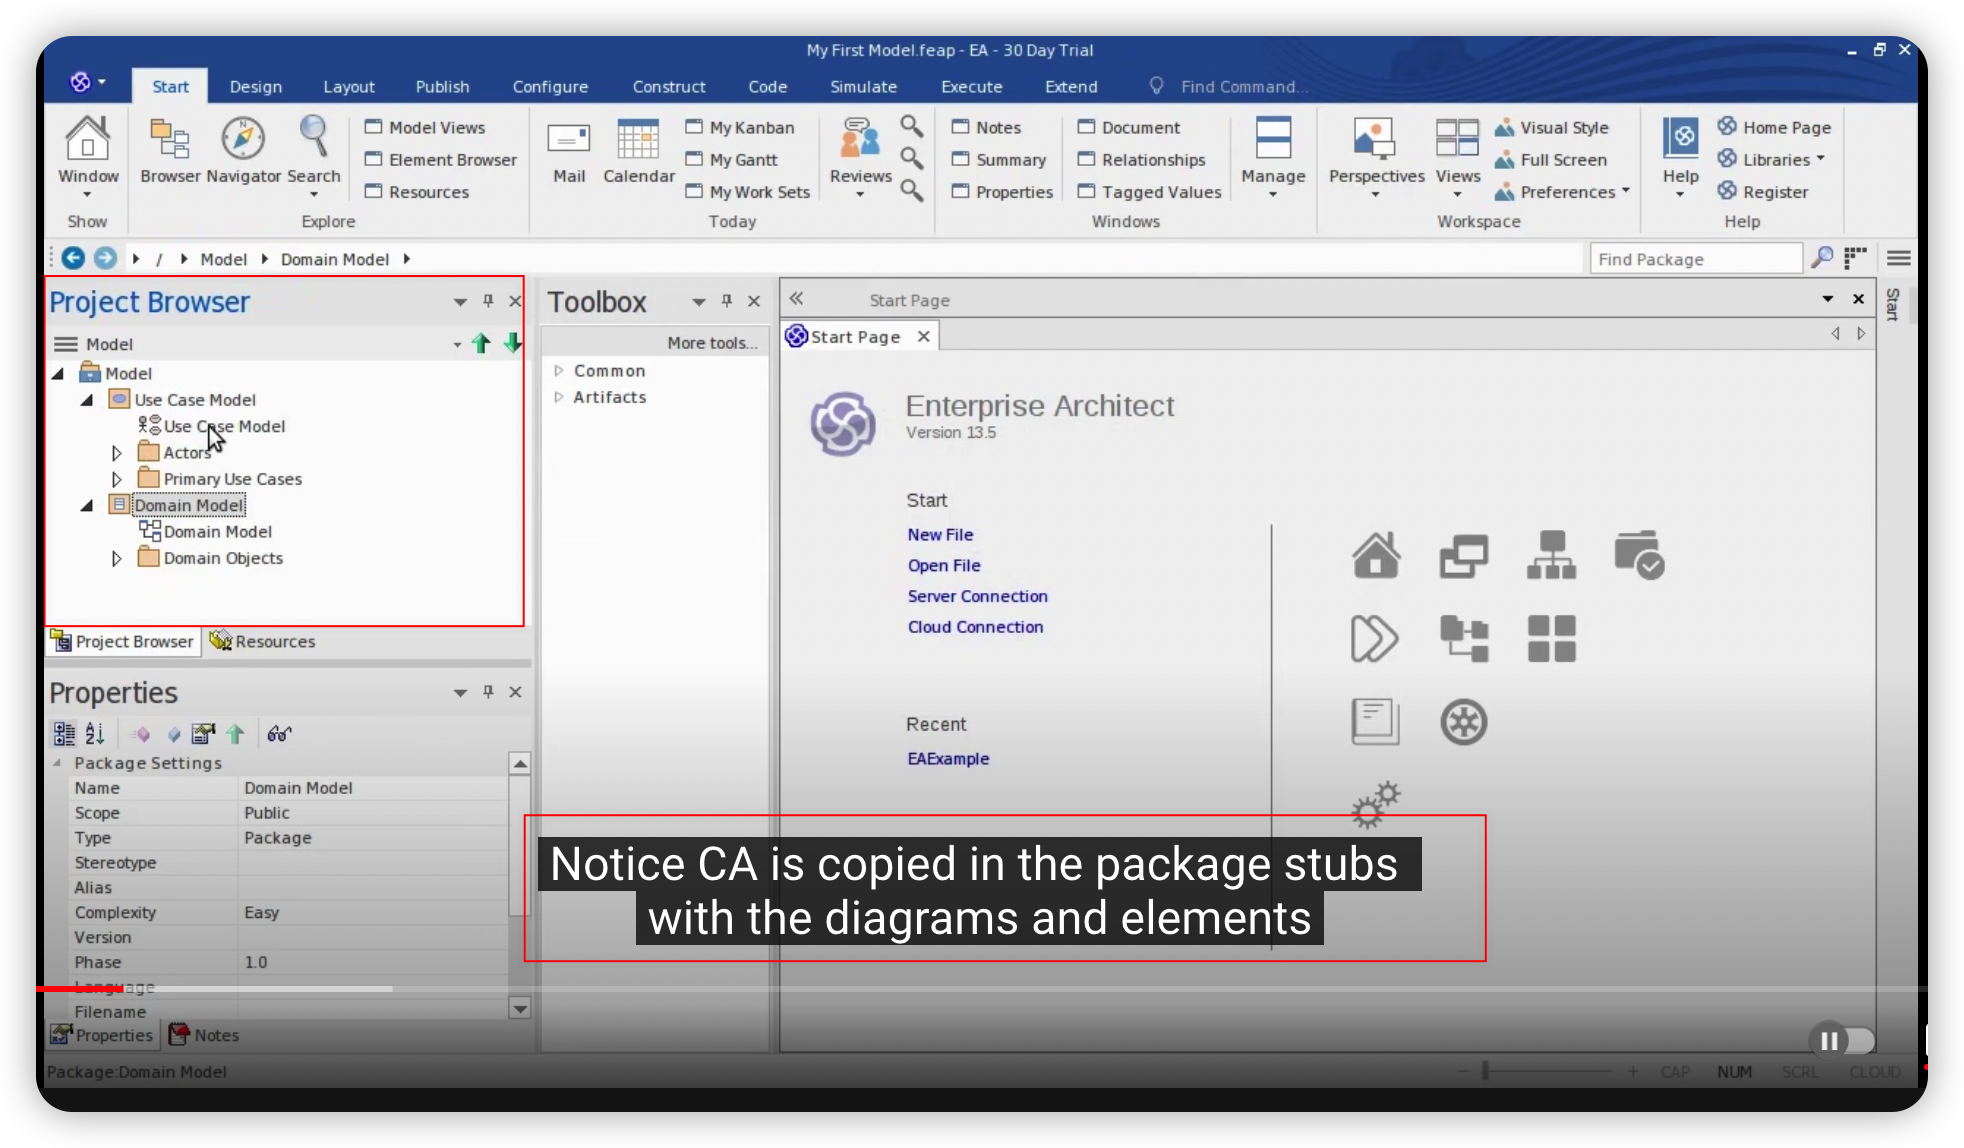 My First Model.feap - EA - 30 Day Trial
Start Design Layout Publish Configure Construct Code Simulate Execute Extend Find Command...
Window
Show
Browser Navigator Search
Model Views
Element Browser
Resources
Explore
Mail Calendar
My Kanban
My Gantt
My Work Sets
Reviews
Today
Notes
Summary
Properties
Document
Relationships
Tagged Values
Manage
Windows
Perspectives Views
Visual Style
Full Screen
Preferences
Workspace
Help
Home Page
Libraries
Register
Help
/ Model Domain Model
Find Package
Project Browser
Model
Model
Use Case Model
Use Case Model
Actors
Primary Use Cases
Domain Model
Domain Model
Domain Objects
Project Browser Resources
Toolbox
More tools...
Common
Artifacts
Start Page
Start Page
Start
Enterprise Architect
Version 13.5
Start
New File
Open File
Server Connection
Cloud Connection
Recent
EAExample
Properties
Package Settings
Name Domain Model
Scope Public
Type Package
Stereotype
Alias
Complexity Easy
Version
Phase 1.0
Language
Filename
Properties Notes
Notice CA is copied in the package stubs
with the diagrams and elements
Package:Domain Model
CAP NUM SCRL CLOUD